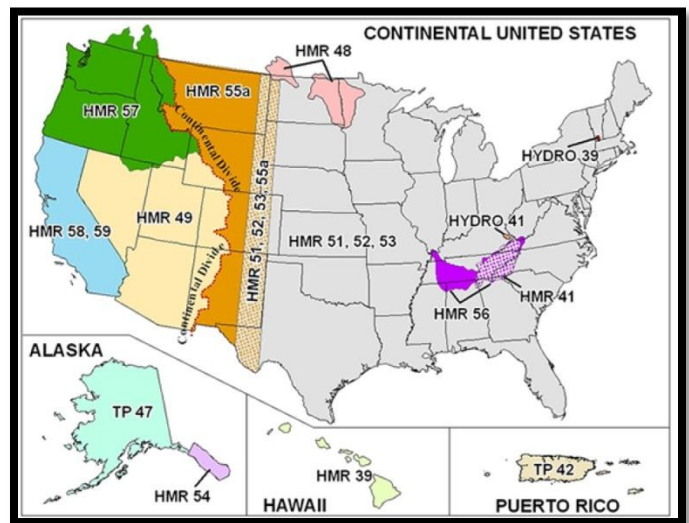 CONTINENTAL UNITED STATES
HMR 48
HMR 57
HMR 55a
Continental Divide
HYDRO 39
HMR 49
HMR 58, 59
HMR 51, 52, 53, 55a
HMR 51, 52, 53
HYDRO 41
Continental Divide
HMR 41
HMR 56
ALASKA
TP 47
HMR 54
HMR 39
HAWAII
TP 42
PUERTO RICO